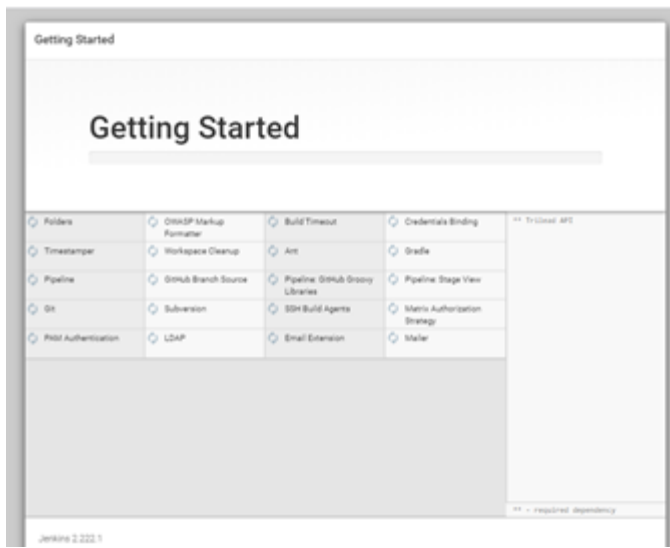 Getting Started
Getting Started
Folders
OWASP Markup
Formatter
Build Timeout
Credentials Binding
** Trilead API
Timestamper
Workspace Cleanup
Ant
Gradle
Pipeline
GitHub Branch Source
Pipeline: GitHub Groovy
Libraries
Pipeline: Stage View
Git
Subversion
SSH Build Agents
Matrix Authorization
Strategy
PAM Authentication
LDAP
Email Extension
Mailer
** - required dependency
Jenkins 2.222.1